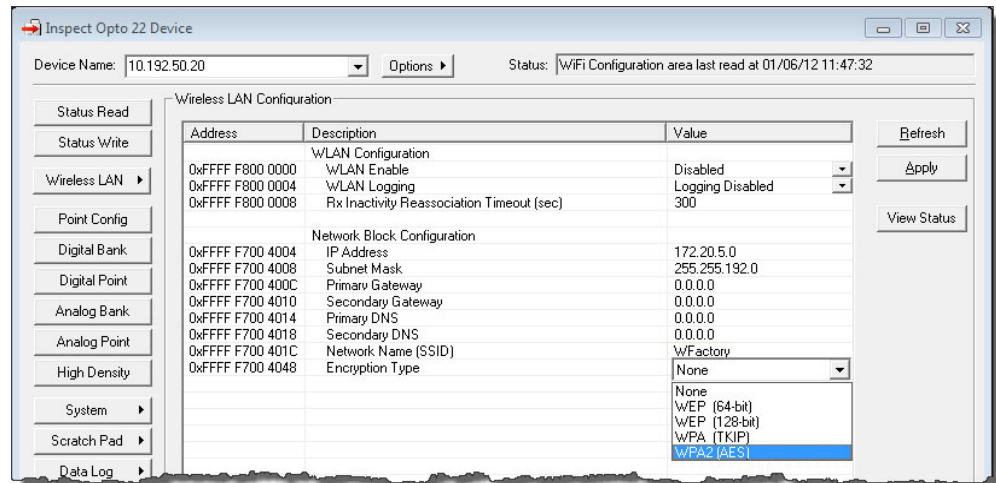 Inspect Opto 22 Device
Device Name: 10.192.50.20 Options Status: WiFi Configuration area last read at 01/06/12 11:47:32
Wireless LAN Configuration
Status Read
Status Write
Wireless LAN
Point Config
Digital Bank
Digital Point
Analog Bank
Analog Point
High Density
System
Scratch Pad
Data Log
Address Description Value
WLAN Configuration
0xFFFF F800 0000 WLAN Enable Disabled
0xFFFF F800 0004 WLAN Logging Logging Disabled
0xFFFF F800 0008 Rx Inactivity Reassociation Timeout (sec) 300
Network Block Configuration
0xFFFF F700 4004 IP Address 172.20.5.0
0xFFFF F700 4008 Subnet Mask 255.255.192.0
0xFFFF F700 400C Primary Gateway 0.0.0.0
0xFFFF F700 4010 Secondary Gateway 0.0.0.0
0xFFFF F700 4014 Primary DNS 0.0.0.0
0xFFFF F700 4018 Secondary DNS 0.0.0.0
0xFFFF F700 401C Network Name (SSID) WFactory
0xFFFF F700 4048 Encryption Type None
None
WEP (64-bit)
WEP (128-bit)
WPA (TKIP)
WPA2 (AES)
Refresh
Apply
View Status